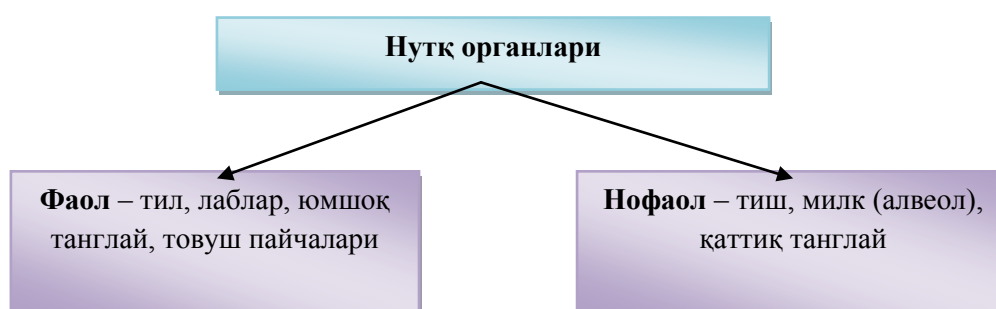 Нутқ органлари
Фаол – тил, лаблар, юмшоқ
танглай, товуш пайчалари
Нофаол – тиш, милк (алвеол),
қаттиқ танглай